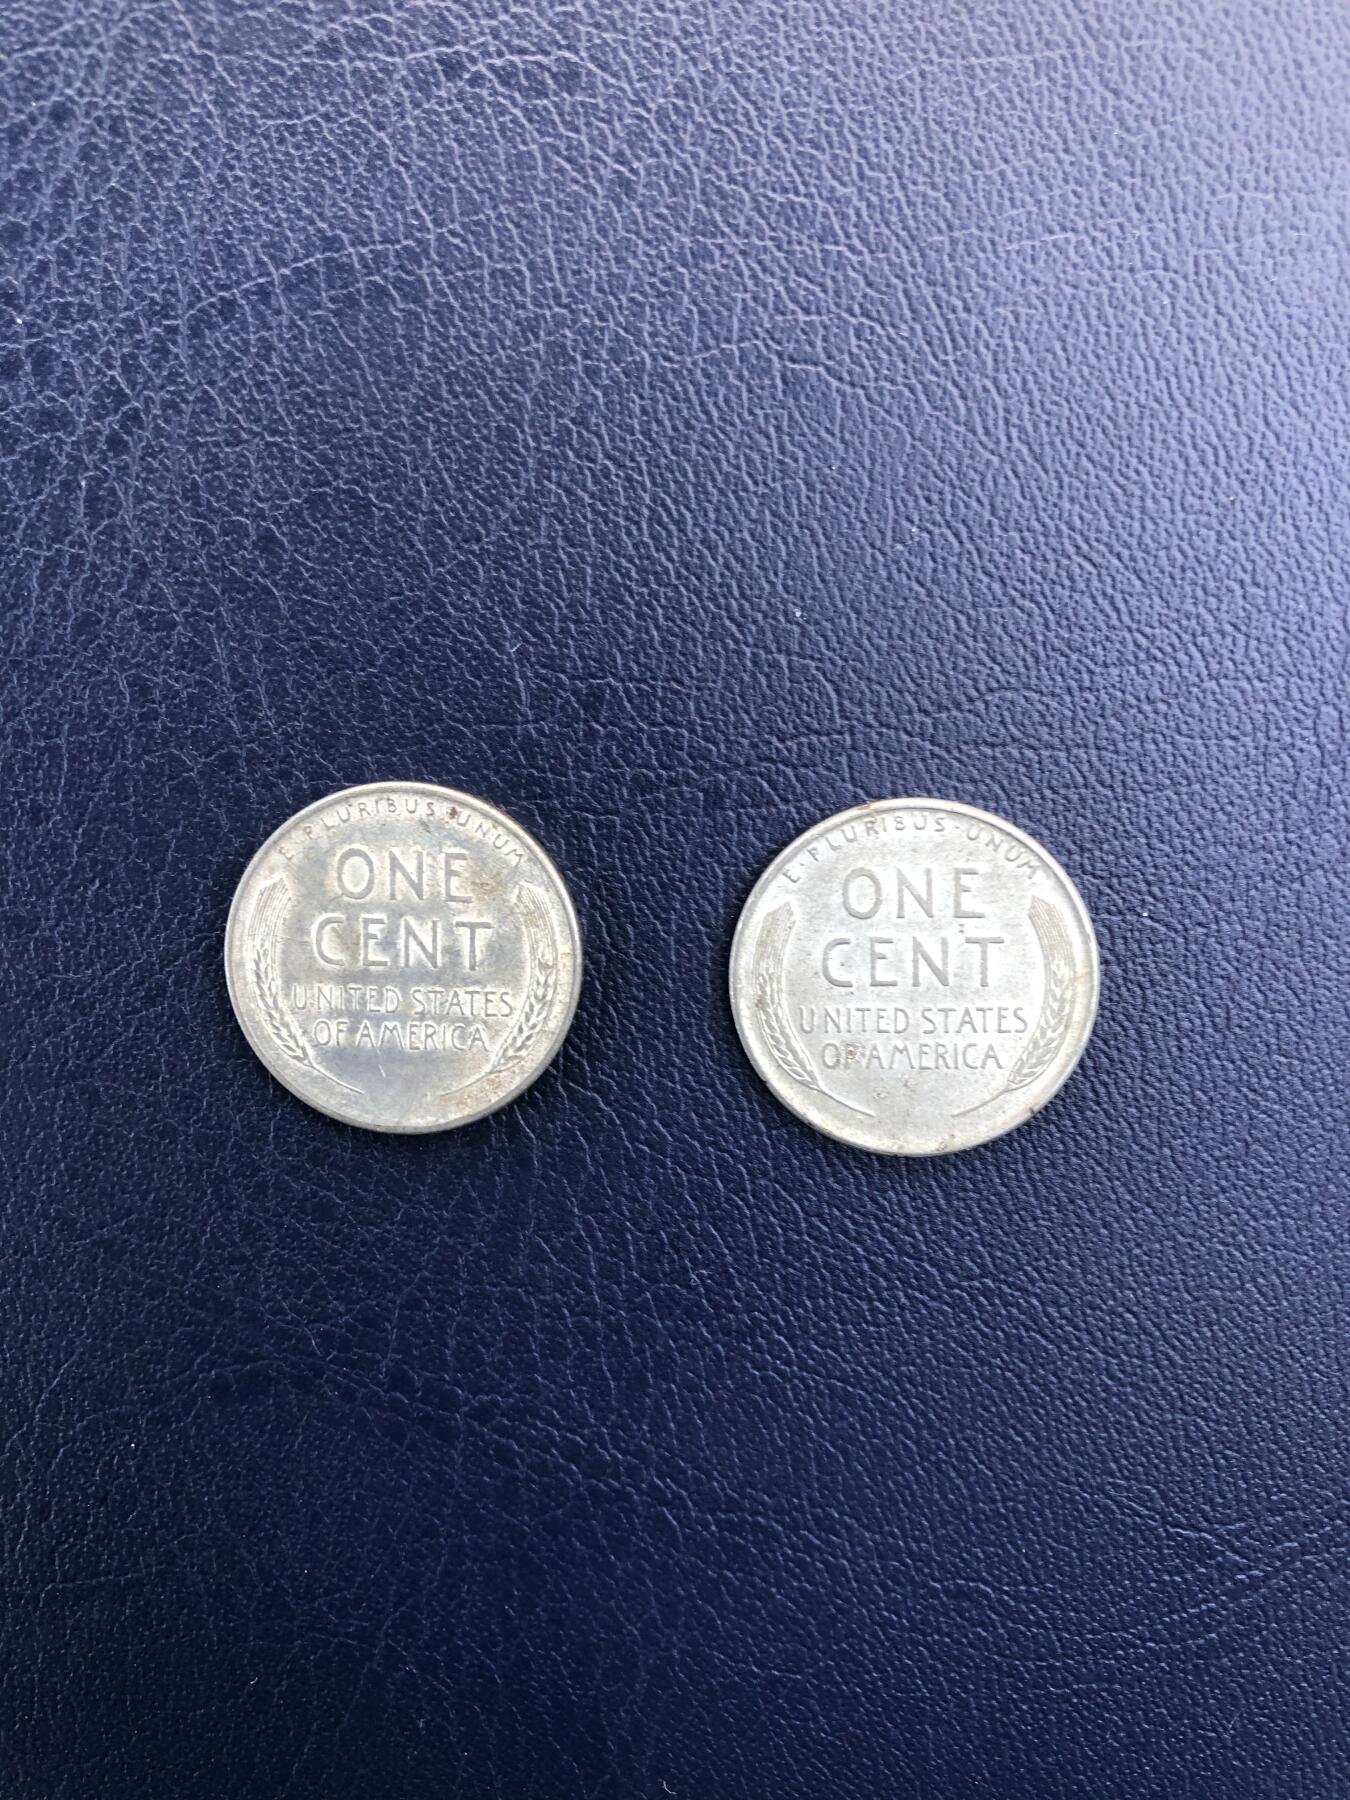 E·PLURIBUS·UNUM
ONE
CENT
UNITED STATES
OF AMERICA
E·PLURIBUS·UNUM
ONE
CENT
UNITED STATES
OF AMERICA